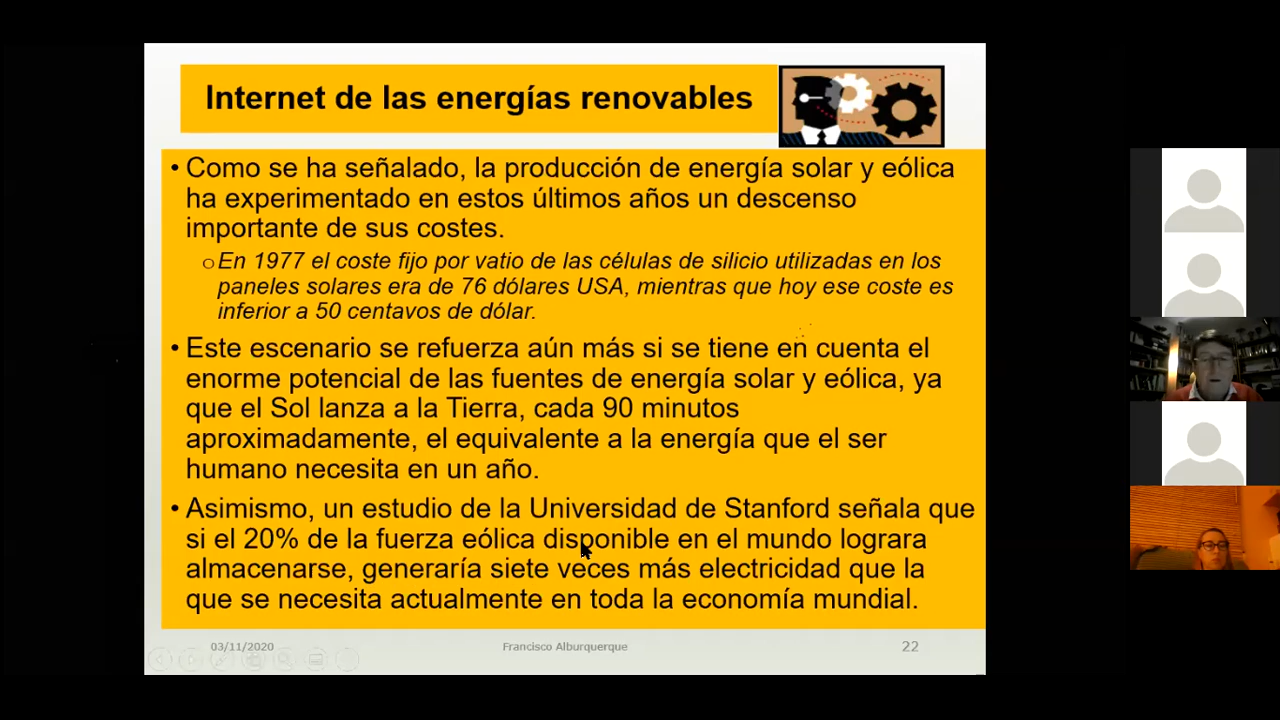 Internet de las energías renovables
• Como se ha señalado, la producción de energía solar y eólica
ha experimentado en estos últimos años un descenso
importante de sus costes.
o En 1977 el coste fijo por vatio de las células de silicio utilizadas en los
paneles solares era de 76 dólares USA, mientras que hoy ese coste es
inferior a 50 centavos de dólar.
• Este escenario se refuerza aún más si se tiene en cuenta el
enorme potencial de las fuentes de energía solar y eólica, ya
que el Sol lanza a la Tierra, cada 90 minutos
aproximadamente, el equivalente a la energía que el ser
humano necesita en un año.
• Asimismo, un estudio de la Universidad de Stanford señala que
si el 20% de la fuerza eólica disponible en el mundo lograra
almacenarse, generaría siete veces más electricidad que la
que se necesita actualmente en toda la economía mundial.
03/11/2020
Francisco Alburquerque
22